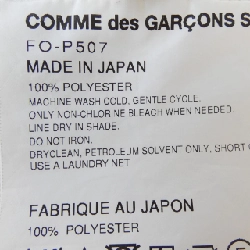 COMME des GARÇONS S
FO-P507
MADE IN JAPAN
100% POLYESTER
MACHINE WASH COLD, GENTLE CYCLE.
ONLY NON-CHLORINE BLEACH WHEN NEEDED.
LINE DRY IN SHADE.
DO NOT IRON.
DRYCLEAN, PETROLEUM SOLVENT ONLY, SHORT
USE A LAUNDRY NET
FABRIQUE AU JAPON
100% POLYESTER